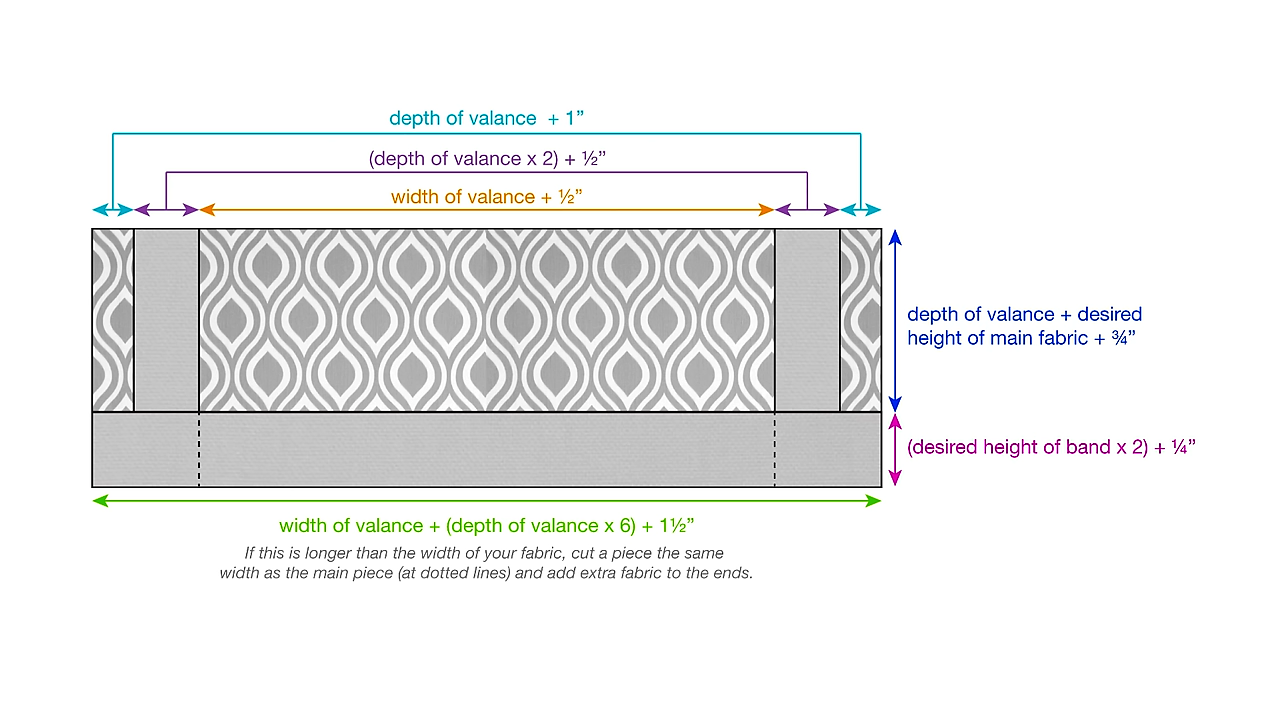 depth of valance + 1”
(depth of valance x 2) + ½”
width of valance + ½”
depth of valance + desired
height of main fabric + ¾”
(desired height of band x 2) + ¼”
width of valance + (depth of valance x 6) + 1½”
If this is longer than the width of your fabric, cut a piece the same
width as the main piece (at dotted lines) and add extra fabric to the ends.